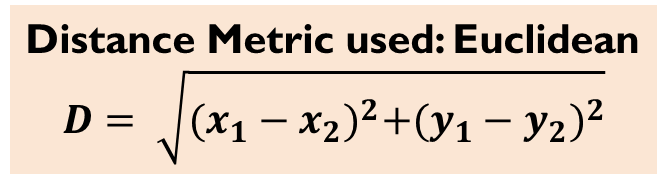 Distance Metric used: Euclidean
D = √(x₁ − x₂)²+(y₁ − y₂)²